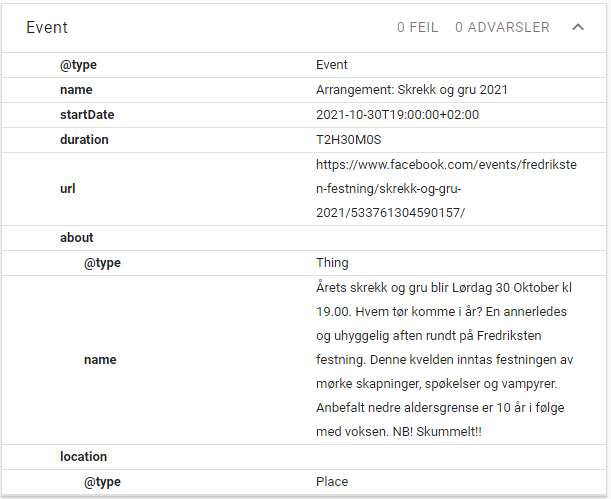 Event 0 FEIL 0 ADVARSLER
@type Event
name Arrangement: Skrekk og gru 2021
startDate 2021-10-30T19:00:00+02:00
duration T2H30M0S
https://www.facebook.com/events/fredrikste
url n-festning/skrekk-og-gru-
2021/533761304590157/
about
@type Thing
Årets skrekk og gru blir Lørdag 30 Oktober kl
19.00. Hvem tør komme i år? En annerledes
og uhyggelig aften rundt på Fredriksten
name festning. Denne kvelden inntas festningen av
mørke skapninger, spøkelser og vampyrer.
Anbefalt nedre aldersgrense er 10 år i følge
med voksen. NB! Skummelt!!
location
@type Place